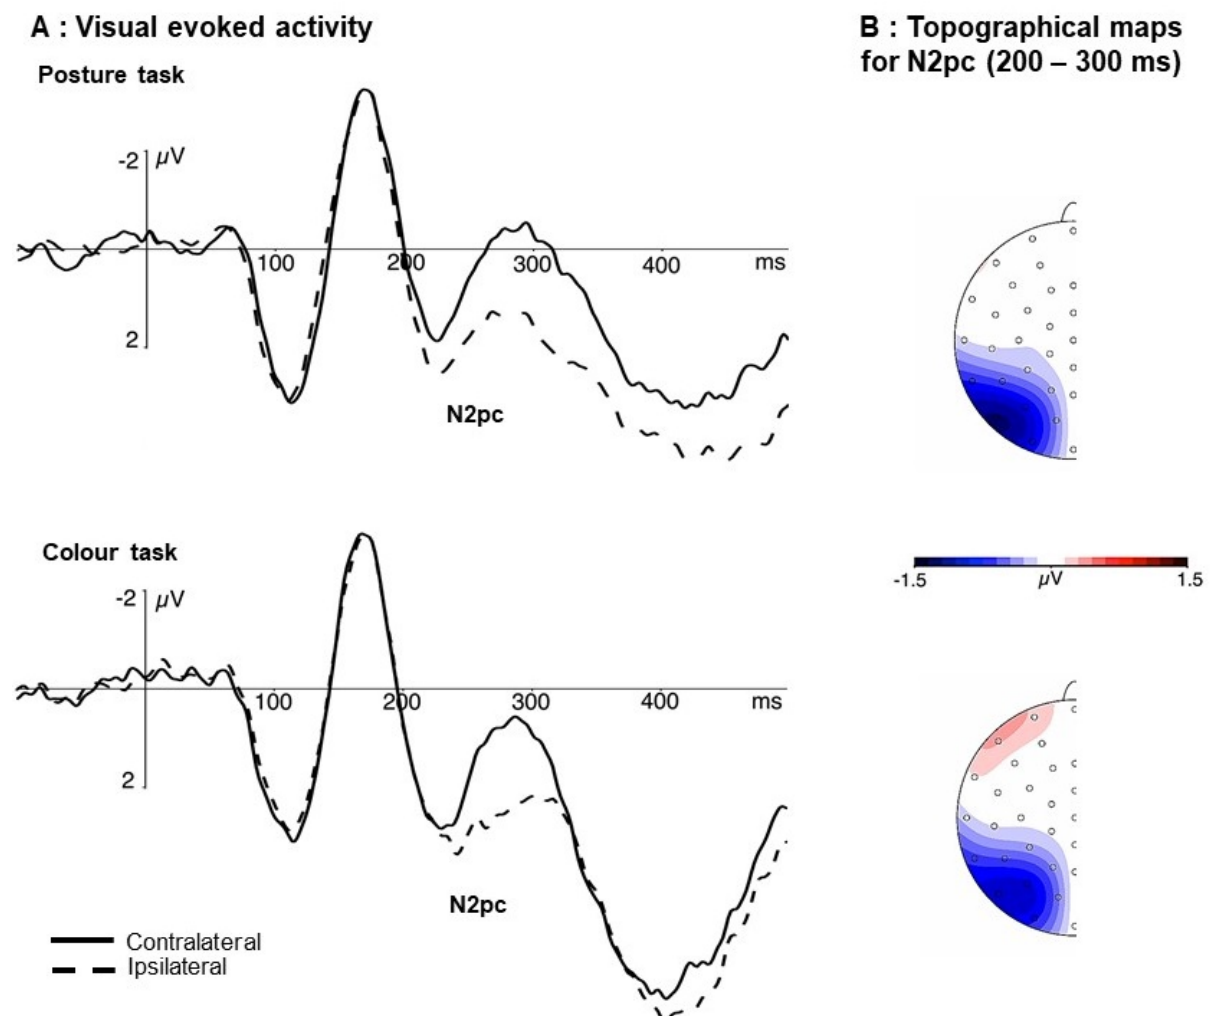 A : Visual evoked activity
B : Topographical maps
for N2pc (200 – 300 ms)
Posture task
-2 µV
100 200 300 400 ms
2
N2pc
Colour task
-1.5 µV 1.5
-2 µV
100 200 300 400 ms
2
N2pc
Contralateral
Ipsilateral